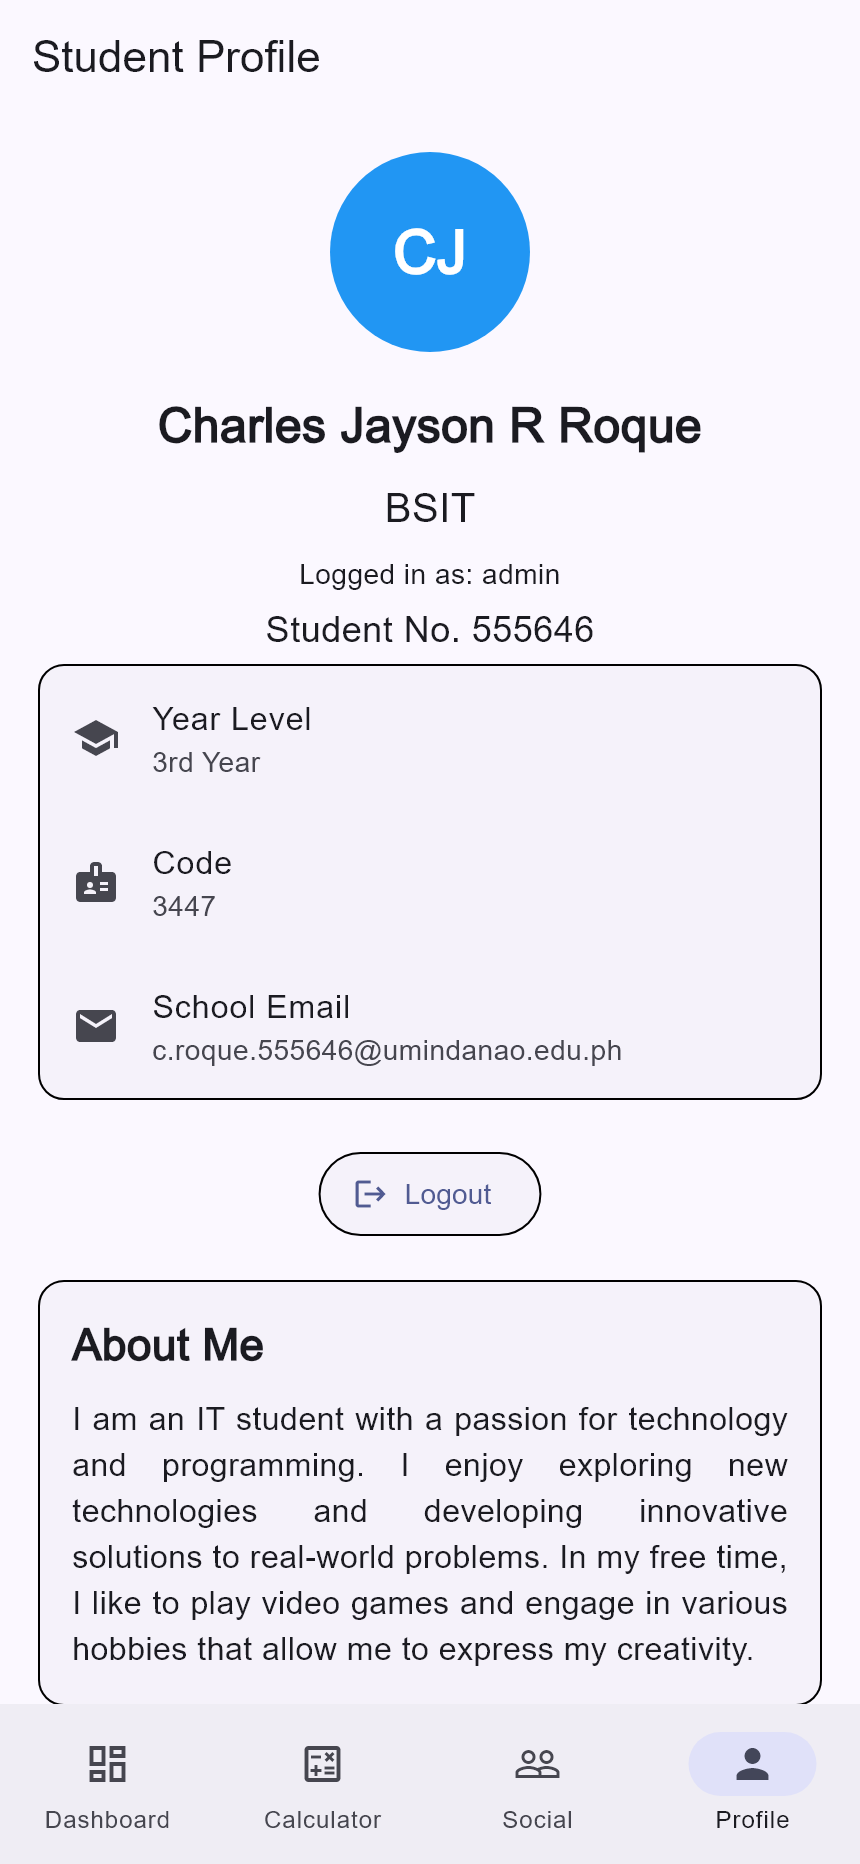 Student Profile
CJ
Charles Jayson R Roque
BSIT
Logged in as: admin
Student No. 555646
Year Level
3rd Year
Code
3447
School Email
c.roque.555646@umindanao.edu.ph
Logout
About Me
I am an IT student with a passion for technology
and programming. I enjoy exploring new
technologies and developing innovative
solutions to real-world problems. In my free time,
I like to play video games and engage in various
hobbies that allow me to express my creativity.
Dashboard
Calculator
Social
Profile